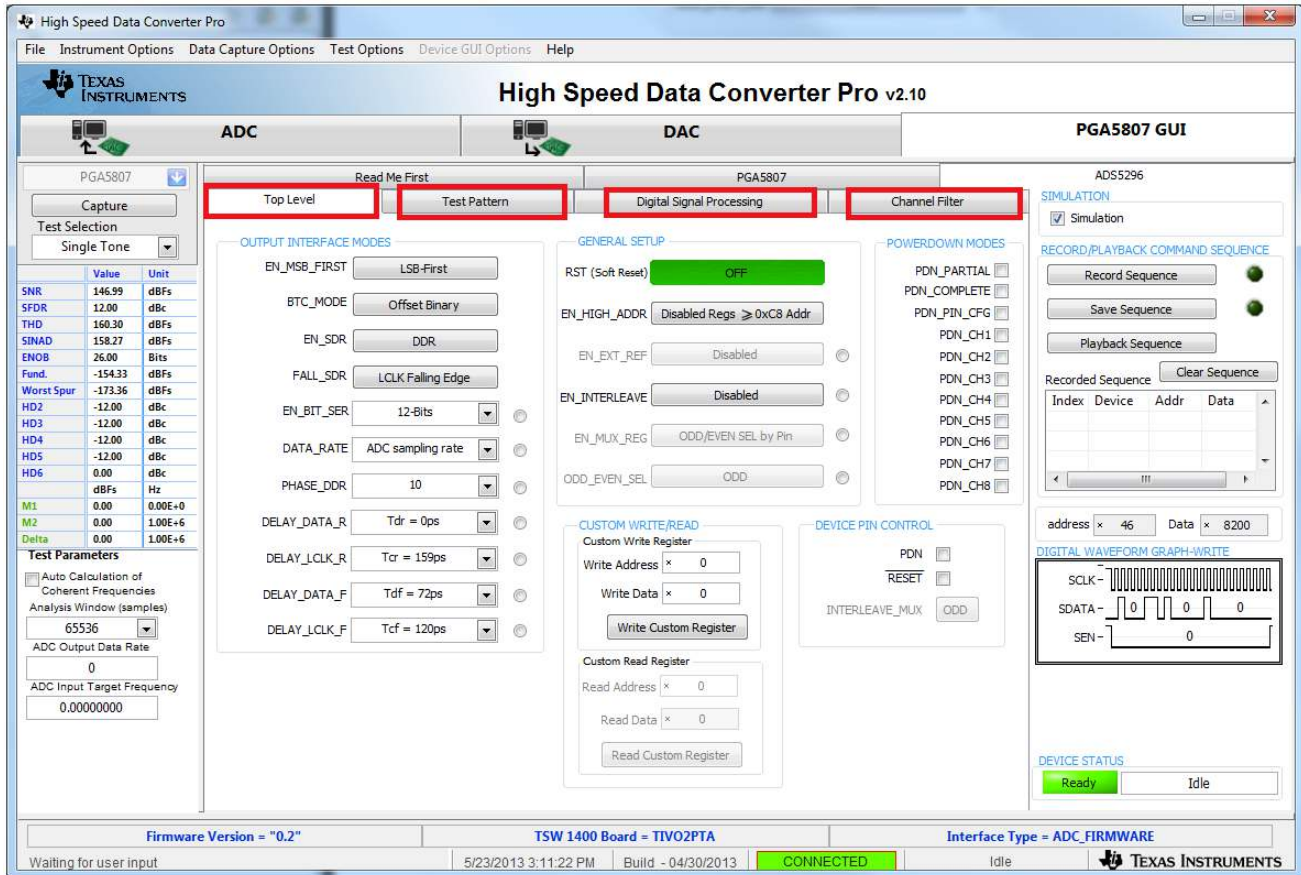 High Speed Data Converter Pro
File Instrument Options Data Capture Options Test Options Device GUI Options Help
TEXAS INSTRUMENTS
High Speed Data Converter Pro v2.10
ADC
DAC
PGA5807 GUI
PGA5807
Capture
Test Selection
Single Tone
Value Unit
SNR 146.99 dBFs
SFDR 12.00 dBc
THD 160.30 dBFs
SINAD 158.27 dBFs
ENOB 26.00 Bits
Fund. -154.33 dBFs
Worst Spur -173.36 dBFs
HD2 -12.00 dBc
HD3 -12.00 dBc
HD4 -12.00 dBc
HD5 -12.00 dBc
HD6 0.00 dBc
dBFs Hz
M1 0.00 0.00E+0
M2 0.00 1.00E+6
Delta 0.00 1.00E+6
Test Parameters
Auto Calculation of
Coherent Frequencies
Analysis Window (samples)
65536
ADC Output Data Rate
0
ADC Input Target Frequency
0.00000000
Read Me First
PGA5807
ADS5296
Top Level
Test Pattern
Digital Signal Processing
Channel Filter
OUTPUT INTERFACE MODES
EN_MSB_FIRST LSB-First
BTC_MODE Offset Binary
EN_SDR DDR
FALL_SDR LCLK Falling Edge
EN_BIT_SER 12-Bits
DATA_RATE ADC sampling rate
PHASE_DDR 10
DELAY_DATA_R Tdr = 0ps
DELAY_LCLK_R Tcr = 159ps
DELAY_DATA_F Tdf = 72ps
DELAY_LCLK_F Tcf = 120ps
GENERAL SETUP
RST (Soft Reset) OFF
EN_HIGH_ADDR Disabled Regs ⩾ 0xC8 Addr
EN_EXT_REF Disabled
EN_INTERLEAVE Disabled
EN_MUX_REG ODD/EVEN SEL by Pin
ODD_EVEN_SEL ODD
CUSTOM WRITE/READ
Custom Write Register
Write Address × 0
Write Data × 0
Write Custom Register
Custom Read Register
Read Address × 0
Read Data × 0
Read Custom Register
POWERDOWN MODES
PDN_PARTIAL
PDN_COMPLETE
PDN_PIN_CFG
PDN_CH1
PDN_CH2
PDN_CH3
PDN_CH4
PDN_CH5
PDN_CH6
PDN_CH7
PDN_CH8
DEVICE PIN CONTROL
PDN
RESET
INTERLEAVE_MUX ODD
SIMULATION
Simulation
RECORD/PLAYBACK COMMAND SEQUENCE
Record Sequence
Save Sequence
Playback Sequence
Recorded Sequence Clear Sequence
Index Device Addr Data
address × 46 Data × 8200
DIGITAL WAVEFORM GRAPH-WRITE
SCLK-
SDATA- 0 0 0
SEN- 0
DEVICE STATUS
Ready Idle
Firmware Version = "0.2"
TSW 1400 Board = TIVO2PTA
Interface Type = ADC_FIRMWARE
Waiting for user input
5/23/2013 3:11:22 PM
Build - 04/30/2013
CONNECTED
Idle
TEXAS INSTRUMENTS